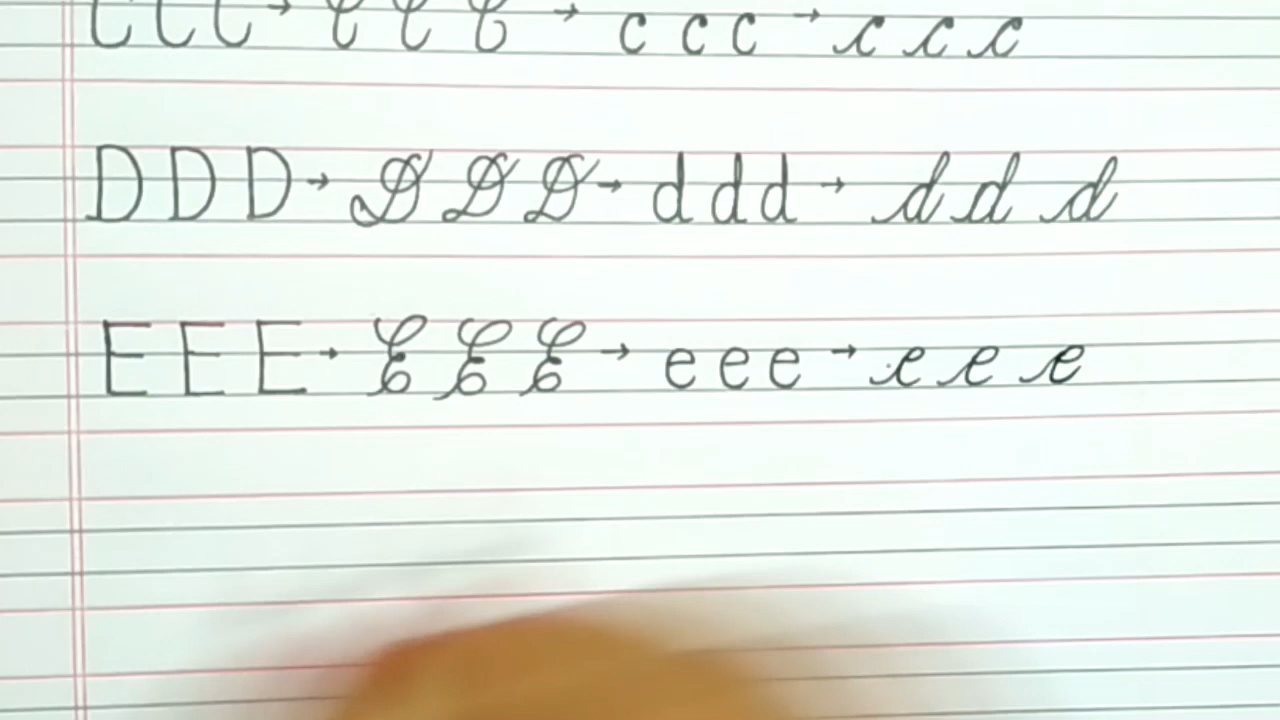 C C C → C C C → c c c → c c c
D D D → D D D → d d d → d d d
E E E → E E E → e e e → e e e